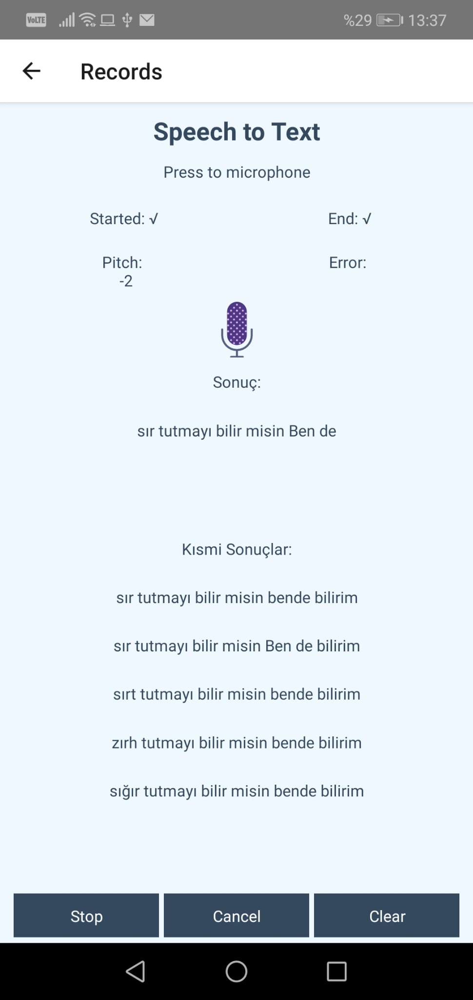 VoLTE %29 13:37
Records
Speech to Text
Press to microphone
Started: √ End: √
Pitch: Error:
-2
Sonuç:
sır tutmayı bilir misin Ben de
Kısmi Sonuçlar:
sır tutmayı bilir misin bende bilirim
sır tutmayı bilir misin Ben de bilirim
sırt tutmayı bilir misin bende bilirim
zırh tutmayı bilir misin bende bilirim
sığır tutmayı bilir misin bende bilirim
Stop Cancel Clear